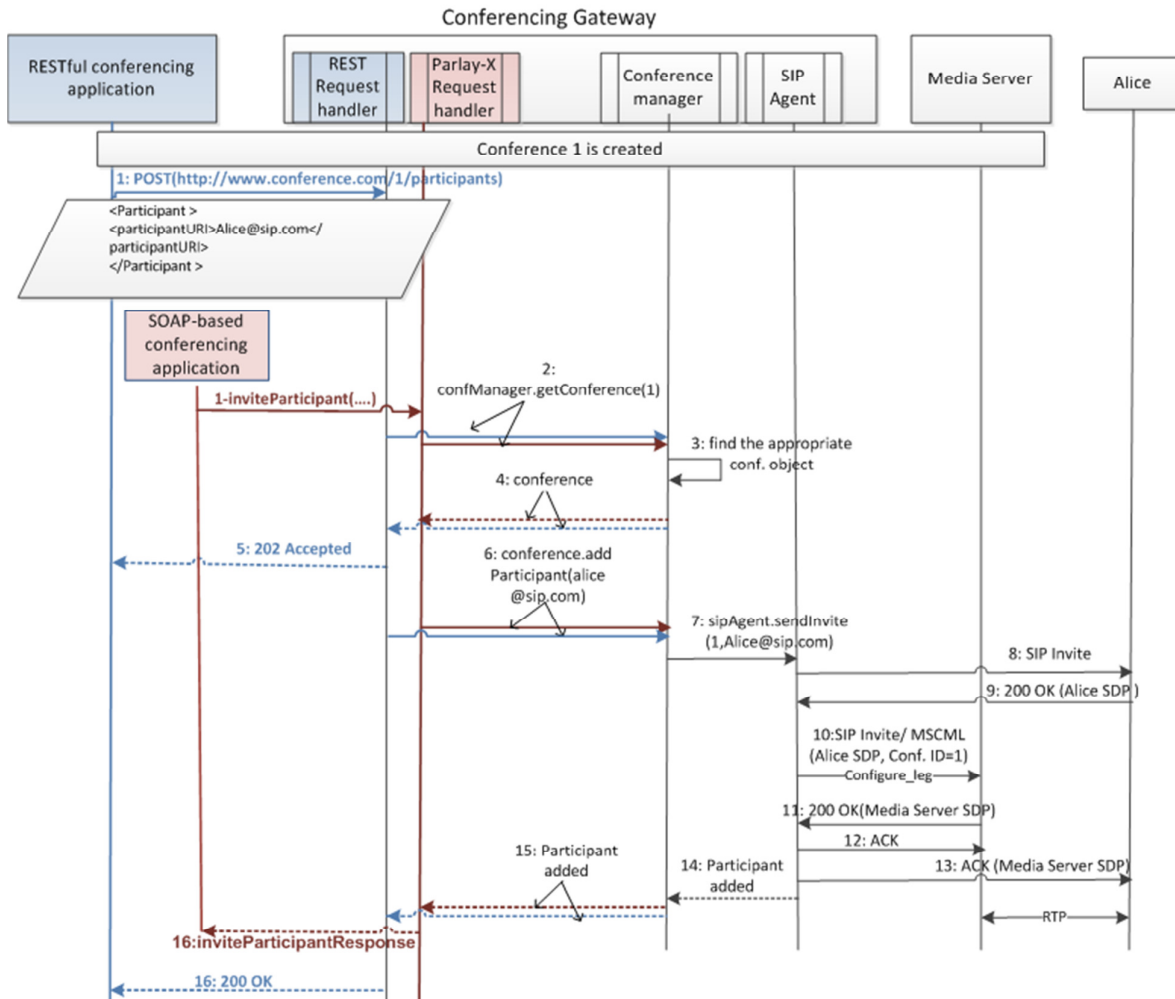 Conferencing Gateway
RESTful conferencing
application
REST
Request
handler
Parlay-X
Request
handler
Conference
manager
SIP
Agent
Media Server
Alice
Conference 1 is created
1: POST(http://www.conference.com/1/participants)
<Participant >
<participantURI>Alice@sip.com</
participantURI>
</Participant >
SOAP-based
conferencing
application
1-inviteParticipant(....)
2:
confManager.getConference(1)
3: find the appropriate
conf. object
4: conference
5: 202 Accepted
6: conference.add
Participant(alice
@sip.com)
7: sipAgent.sendInvite
(1,Alice@sip.com)
8: SIP Invite
9: 200 OK (Alice SDP )
10:SIP Invite/ MSCML
(Alice SDP, Conf. ID=1)
Configure_leg
11: 200 OK(Media Server SDP)
12: ACK
13: ACK (Media Server SDP)
14: Participant
added
15: Participant
added
RTP
16:inviteParticipantResponse
16: 200 OK